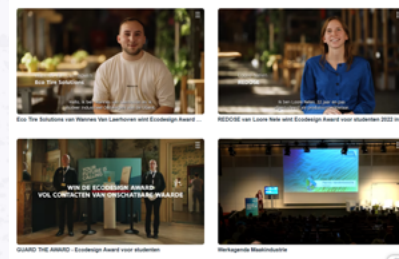 Eco Tire Solutions
Eco Tire Solutions van Wannes Van Laerhoven wint Ecodesign Award ...
REDOSE van Loore Nele wint Ecodesign Award voor studenten 2022 in
WIN DE ECODESIGN AWARD
VOL CONTACTEN VAN ONSCHATBARE WAARDE
GUARD THE AWARD - Ecodesign Award voor studenten
Werkagenda Maakindustrie